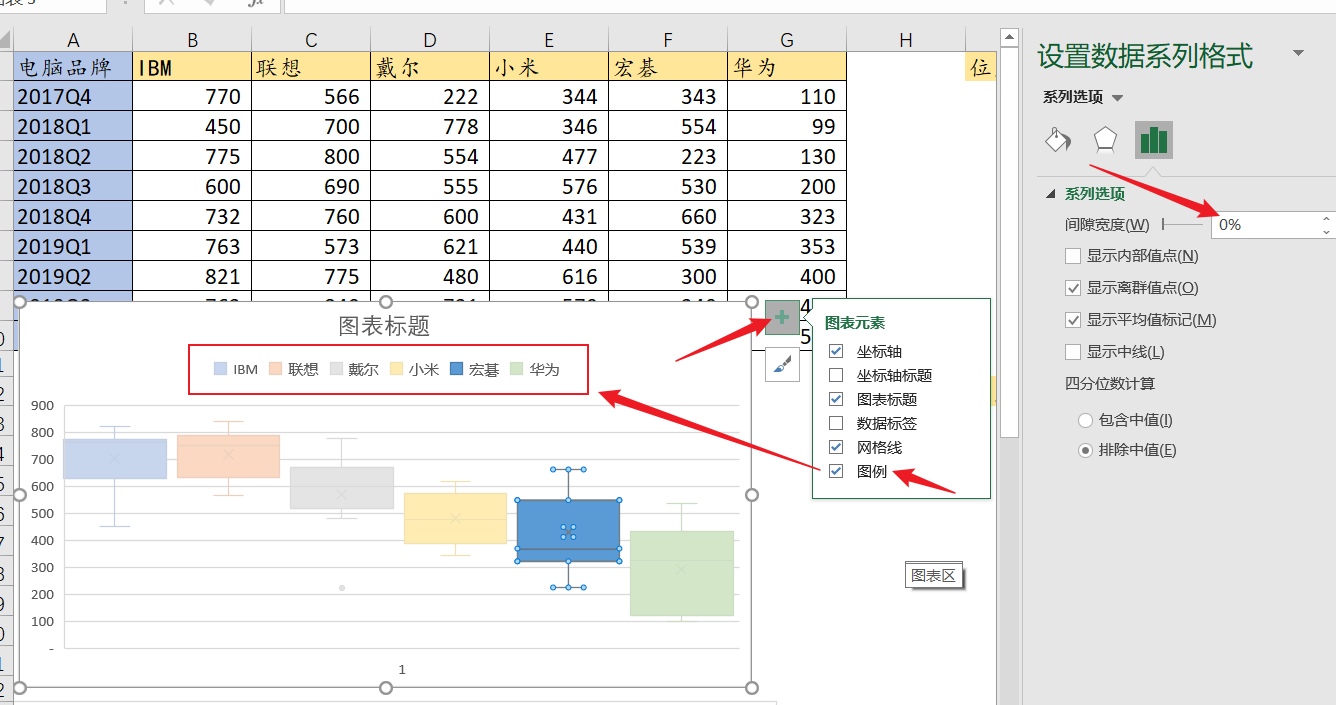 A B C D E F G H
电脑品牌 IBM 联想 戴尔 小米 宏碁 华为 位
2017Q4 770 566 222 344 343 110
2018Q1 450 700 778 346 554 99
2018Q2 775 800 554 477 223 130
2018Q3 600 690 555 576 530 200
2018Q4 732 760 600 431 660 323
2019Q1 763 573 621 440 539 353
2019Q2 821 775 480 616 300 400
图表标题
IBM 联想 戴尔 小米 宏碁 华为
900
800
700
600
500
400
300
200
100
-
1
图表元素
坐标轴
坐标轴标题
图表标题
数据标签
网格线
图例
图表区
设置数据系列格式
系列选项
系列选项
间隙宽度(W) 0%
显示内部值点(N)
显示离群值点(O)
显示平均值标记(M)
显示中线(L)
四分位数计算
包含中值(I)
排除中值(E)